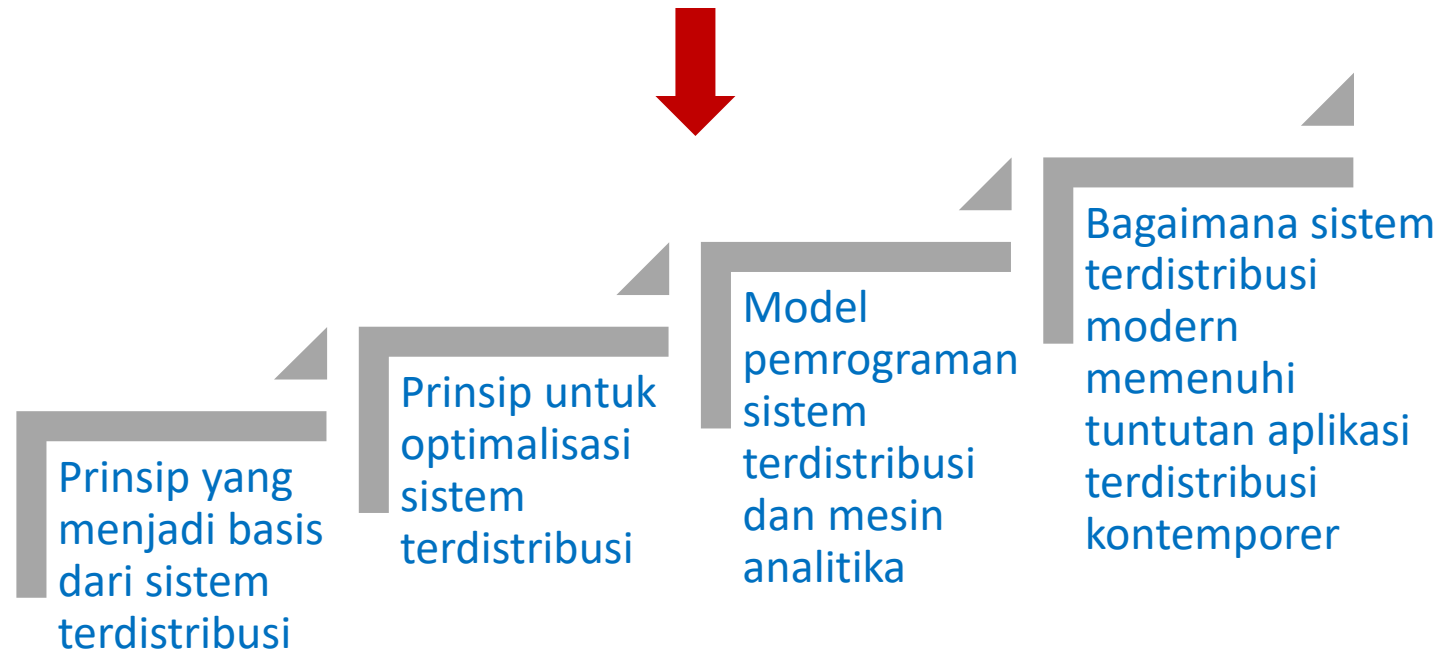 Prinsip yang
menjadi basis
dari sistem
terdistribusi
Prinsip untuk
optimalisasi
sistem
terdistribusi
Model
pemrograman
sistem
terdistribusi
dan mesin
analitika
Bagaimana sistem
terdistribusi
modern
memenuhi
tuntutan aplikasi
terdistribusi
kontemporer